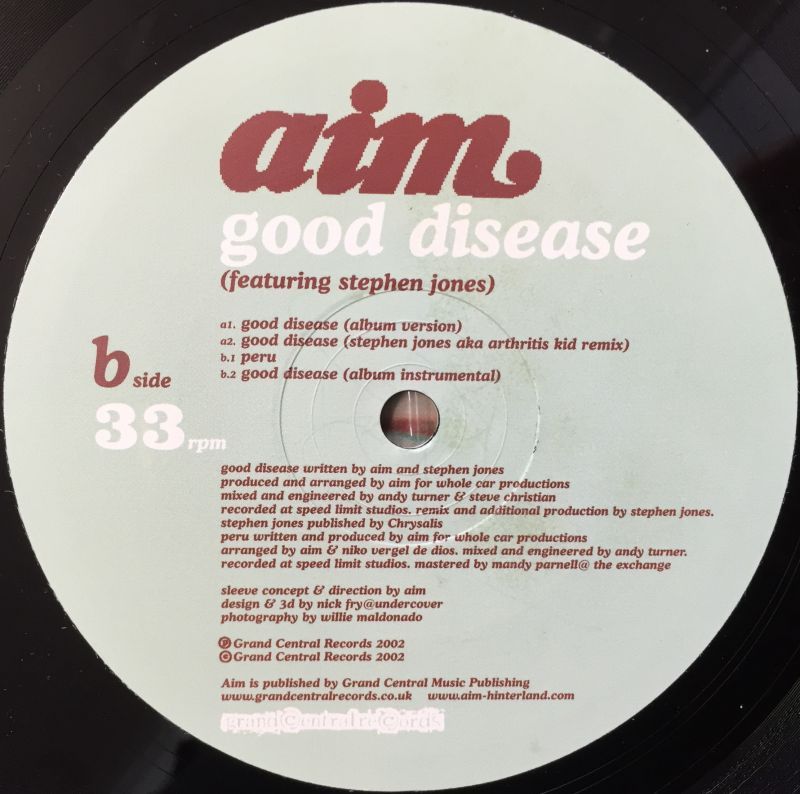 aim.
good disease
(featuring stephen jones)
a1. good disease (album version)
a2. good disease (stephen jones aka arthritis kid remix)
b.1 peru
b.2 good disease (album instrumental)
b side
33 rpm
good disease written by aim and stephen jones
produced and arranged by aim for whole car productions
mixed and engineered by andy turner & steve christian
recorded at speed limit studios. remix and additional production by stephen jones.
stephen jones published by Chrysalis
peru written and produced by aim for whole car productions
arranged by aim & niko vergel de dios. mixed and engineered by andy turner.
recorded at speed limit studios. mastered by mandy parnell@ the exchange
sleeve concept & direction by aim
design & 3d by nick fry@undercover
photography by willie maldonado
℗ Grand Central Records 2002
© Grand Central Records 2002
Aim is published by Grand Central Music Publishing
www.grandcentralrecords.co.uk www.aim-hinterland.com
grand central records